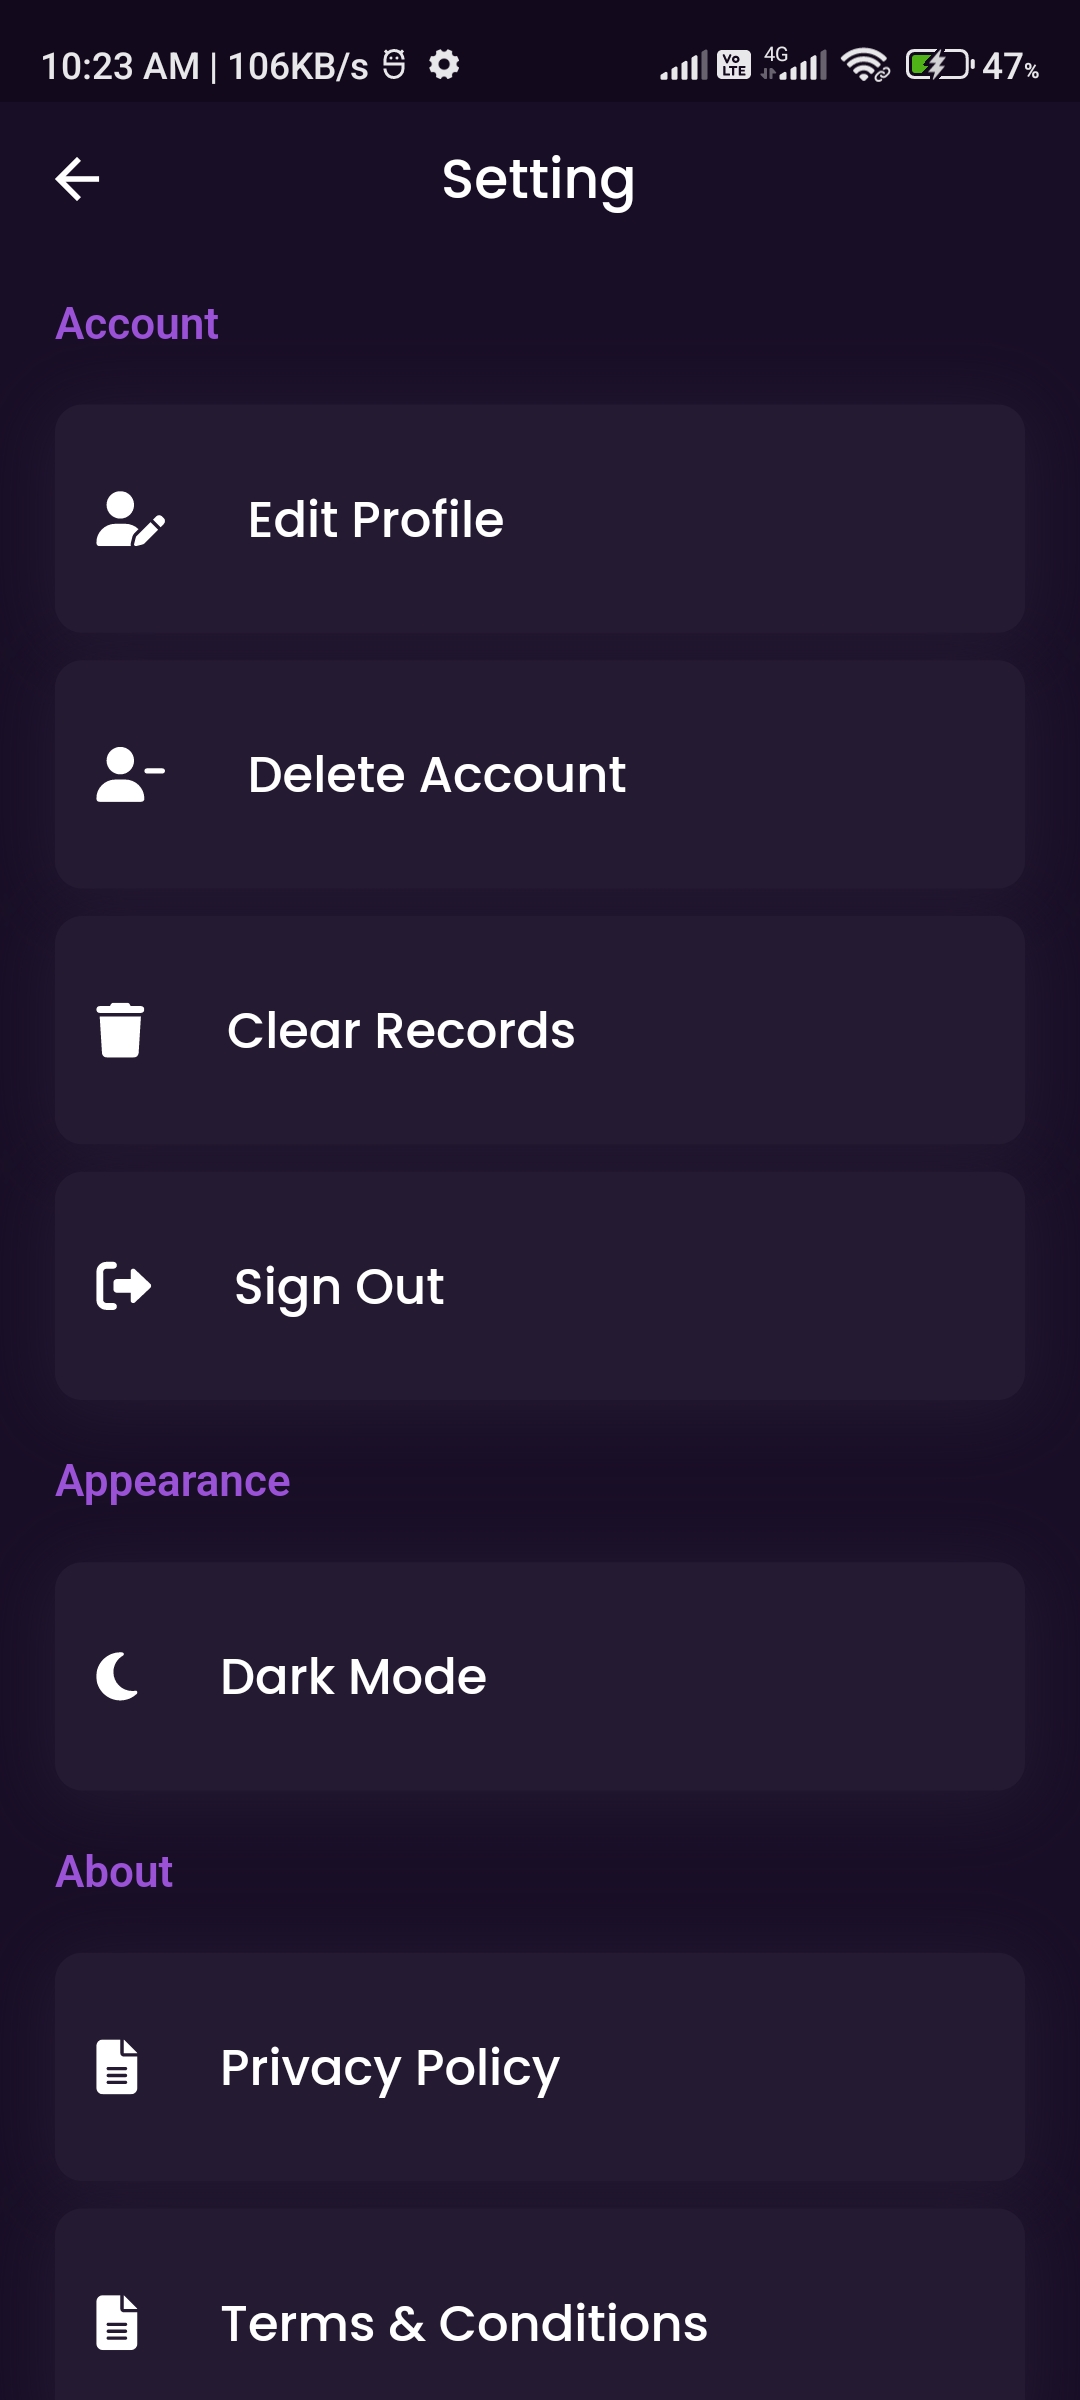 10:23 AM | 106KB/s Vo LTE 4G 47%
Setting
Account
Edit Profile
Delete Account
Clear Records
Sign Out
Appearance
Dark Mode
About
Privacy Policy
Terms & Conditions